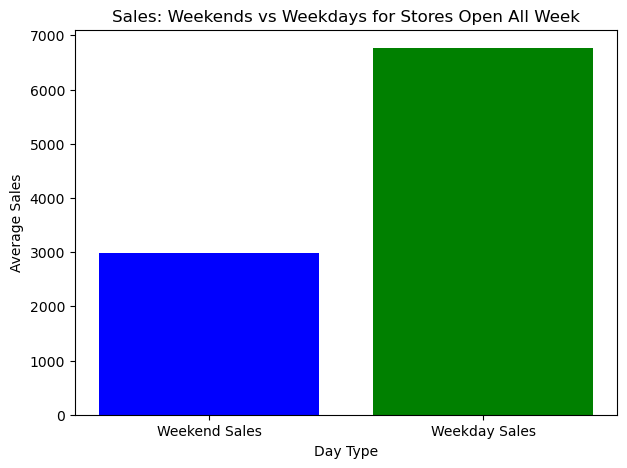 Sales: Weekends vs Weekdays for Stores Open All Week
7000
6000
5000
4000
3000
2000
1000
0
Average Sales
Weekend Sales
Weekday Sales
Day Type